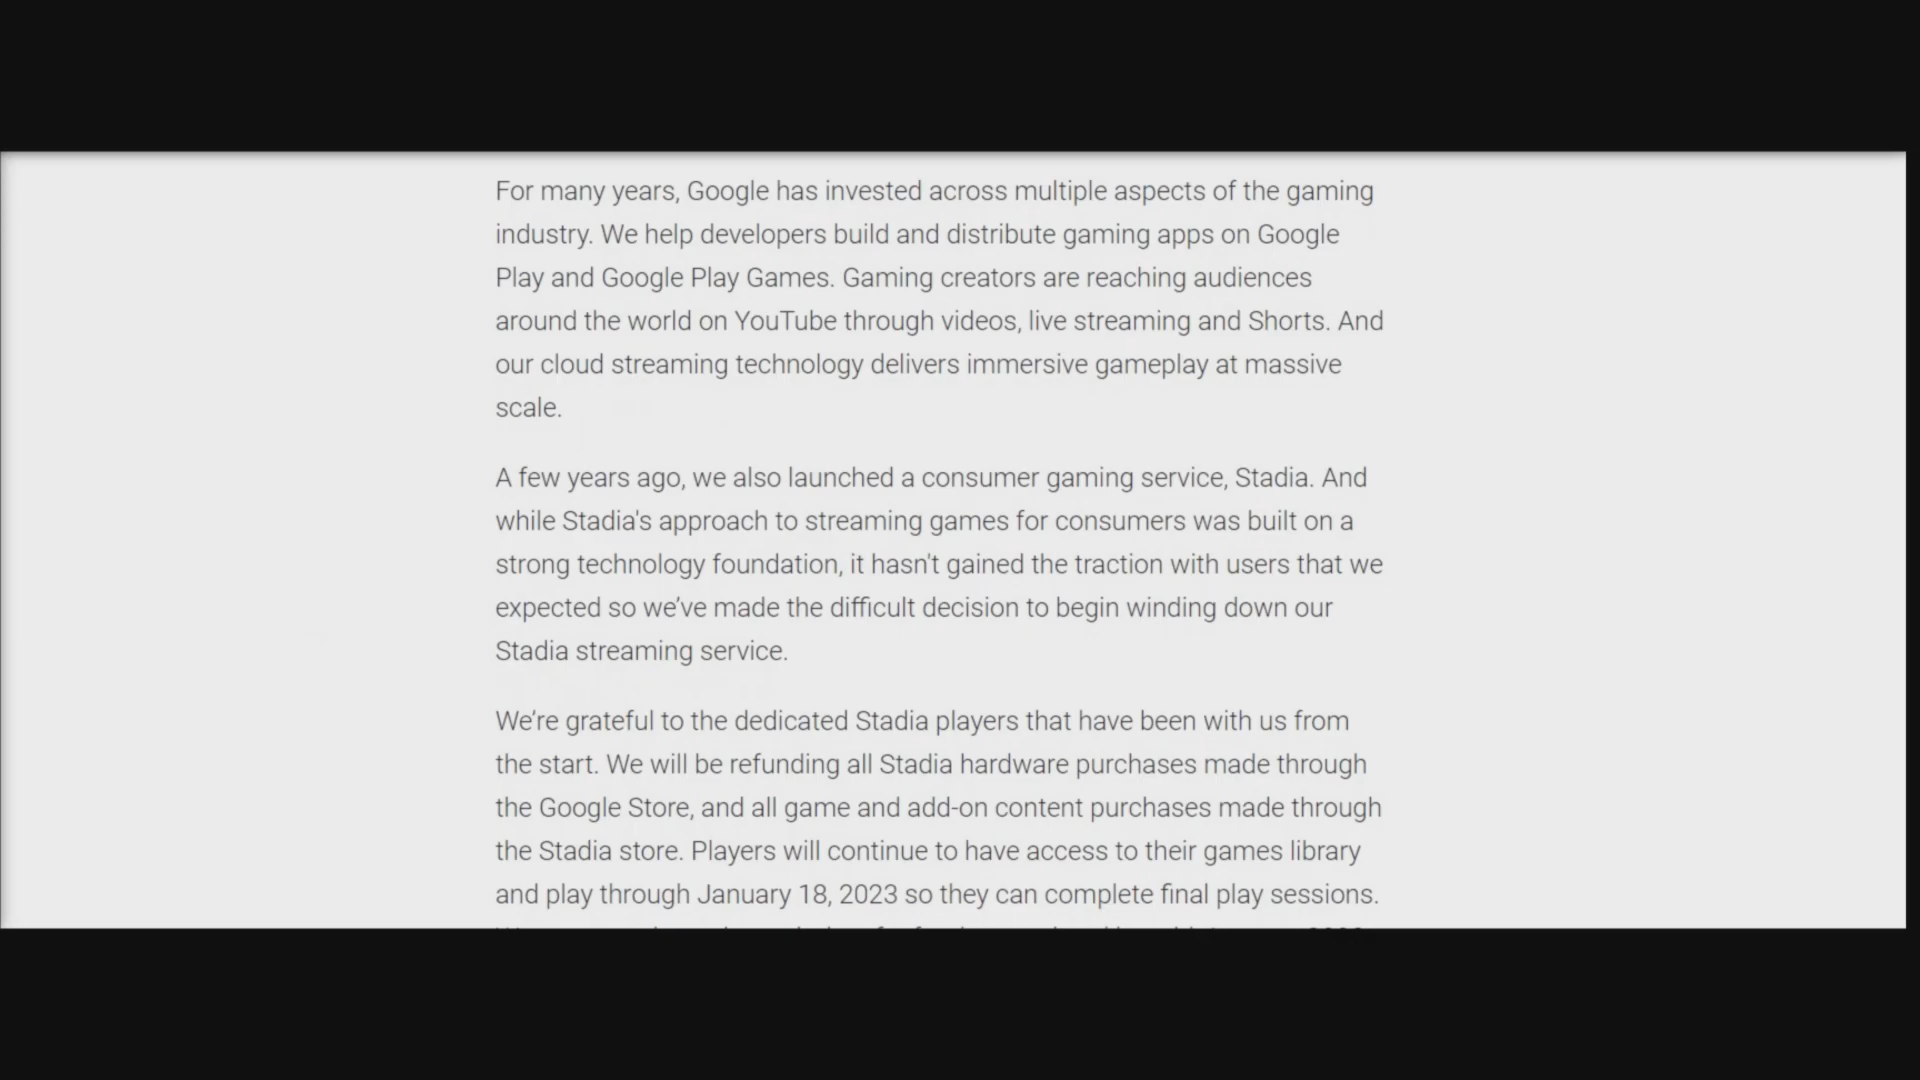 For many years, Google has invested across multiple aspects of the gaming
industry. We help developers build and distribute gaming apps on Google
Play and Google Play Games. Gaming creators are reaching audiences
around the world on YouTube through videos, live streaming and Shorts. And
our cloud streaming technology delivers immersive gameplay at massive
scale.
A few years ago, we also launched a consumer gaming service, Stadia. And
while Stadia's approach to streaming games for consumers was built on a
strong technology foundation, it hasn't gained the traction with users that we
expected so we’ve made the difficult decision to begin winding down our
Stadia streaming service.
We’re grateful to the dedicated Stadia players that have been with us from
the start. We will be refunding all Stadia hardware purchases made through
the Google Store, and all game and add-on content purchases made through
the Stadia store. Players will continue to have access to their games library
and play through January 18, 2023 so they can complete final play sessions.